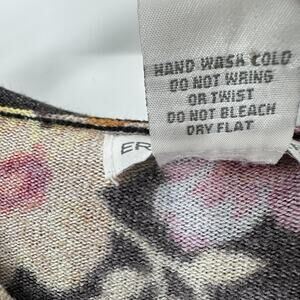 HAND WASH COLD
DO NOT WRING
OR TWIST
DO NOT BLEACH
DRY FLAT